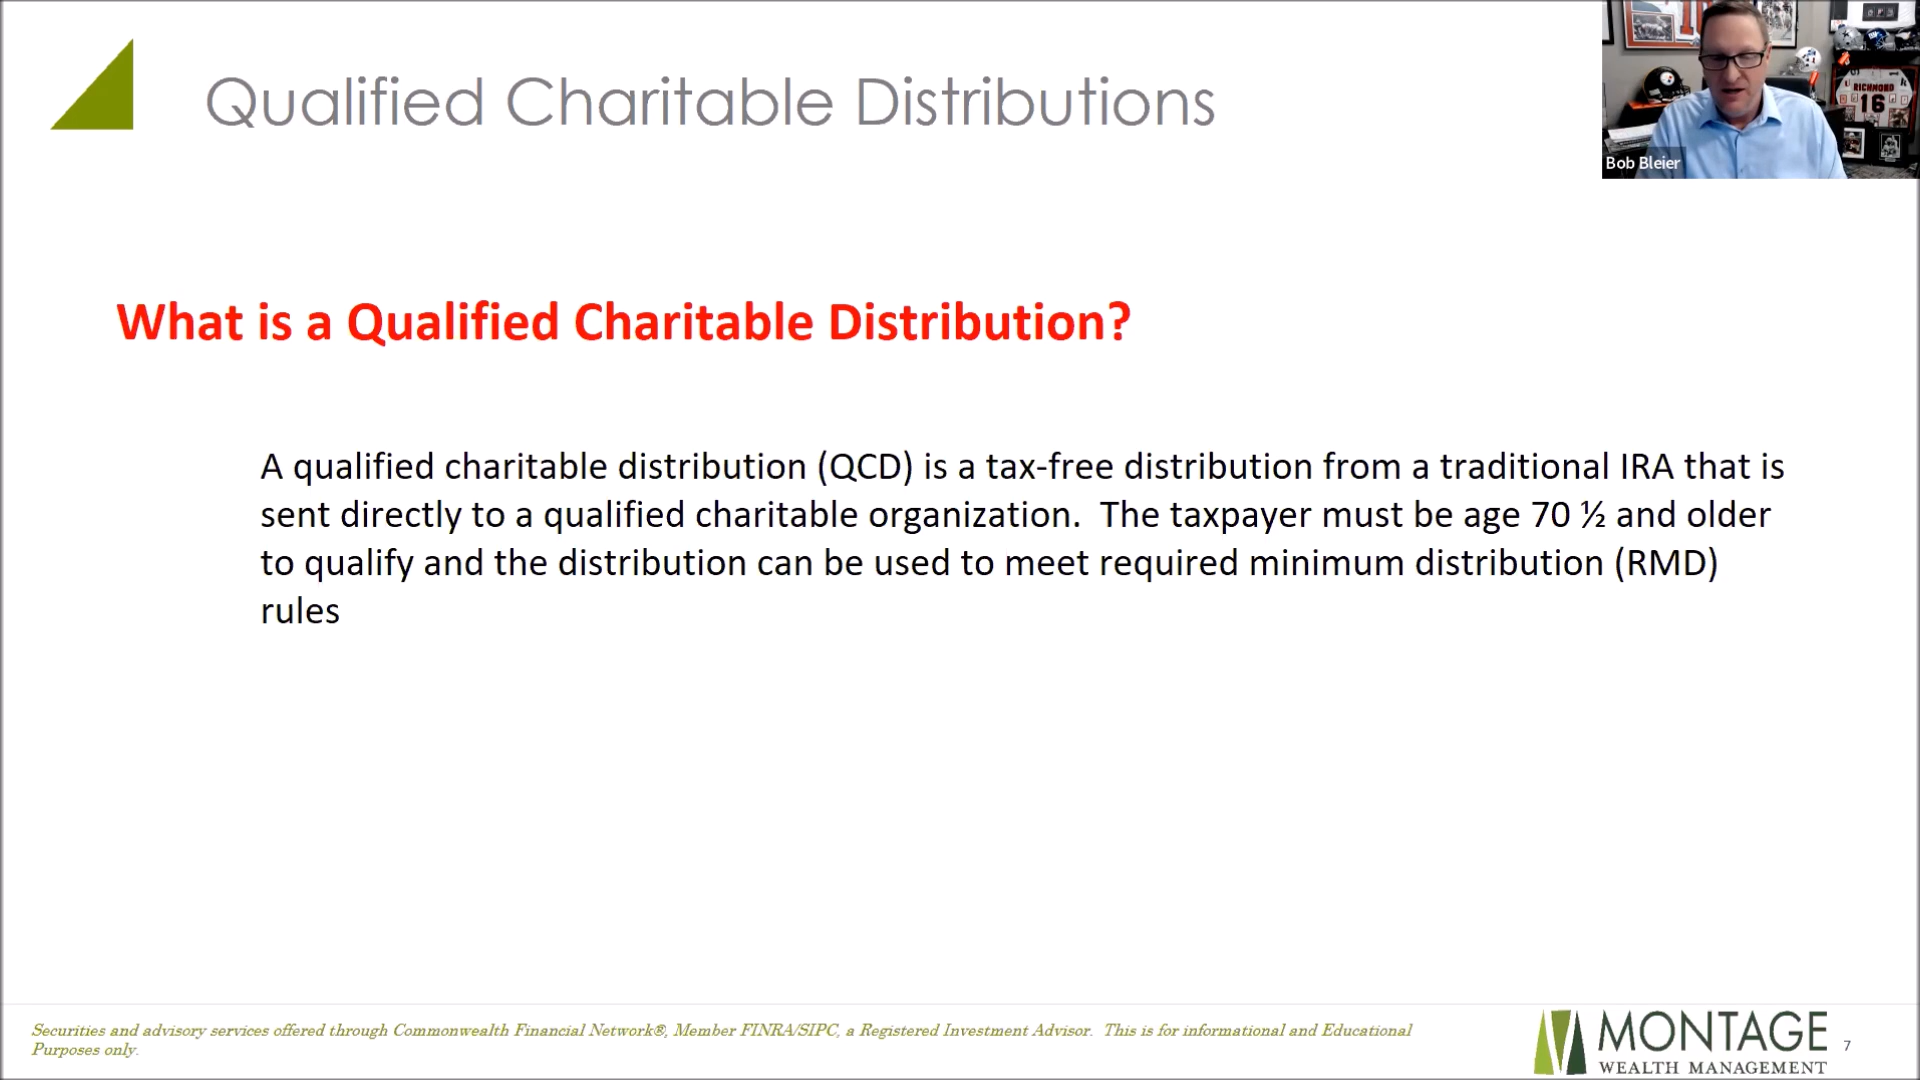 Qualified Charitable Distributions
RICHMOND
16
Bob Bleier
What is a Qualified Charitable Distribution?
A qualified charitable distribution (QCD) is a tax-free distribution from a traditional IRA that is
sent directly to a qualified charitable organization.  The taxpayer must be age 70 ½ and older
to qualify and the distribution can be used to meet required minimum distribution (RMD)
rules
Securities and advisory services offered through Commonwealth Financial Network®, Member FINRA/SIPC, a Registered Investment Advisor.  This is for informational and Educational
Purposes only.
MONTAGE
WEALTH MANAGEMENT
7